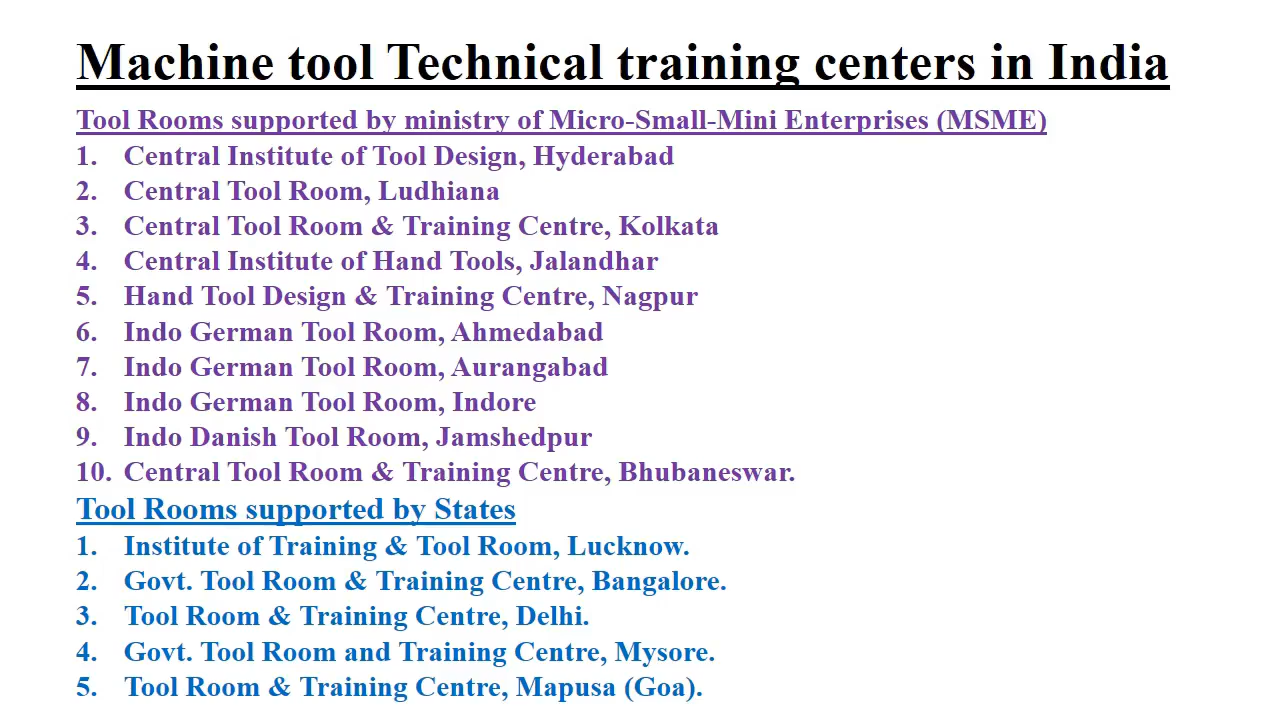 Machine tool Technical training centers in India
Tool Rooms supported by ministry of Micro-Small-Mini Enterprises (MSME)
1. Central Institute of Tool Design, Hyderabad
2. Central Tool Room, Ludhiana
3. Central Tool Room & Training Centre, Kolkata
4. Central Institute of Hand Tools, Jalandhar
5. Hand Tool Design & Training Centre, Nagpur
6. Indo German Tool Room, Ahmedabad
7. Indo German Tool Room, Aurangabad
8. Indo German Tool Room, Indore
9. Indo Danish Tool Room, Jamshedpur
10. Central Tool Room & Training Centre, Bhubaneswar.
Tool Rooms supported by States
1. Institute of Training & Tool Room, Lucknow.
2. Govt. Tool Room & Training Centre, Bangalore.
3. Tool Room & Training Centre, Delhi.
4. Govt. Tool Room and Training Centre, Mysore.
5. Tool Room & Training Centre, Mapusa (Goa).